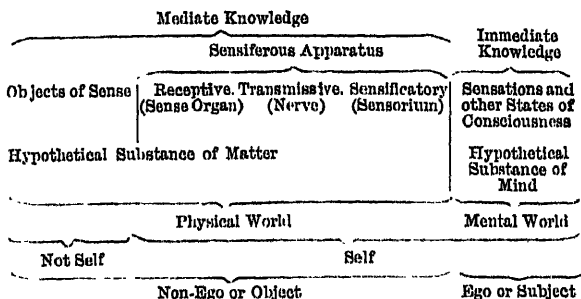 Mediate Knowledge
Immediate
Knowledge
Sensiferous Apparatus
Objects of Sense
Receptive. Transmissive. Sensificatory
(Sense Organ) (Nerve) (Sensorium)
Sensations and
other States of
Consciousness
Hypothetical Substance of Matter
Hypothetical
Substance of
Mind
Physical World
Mental World
Not Self
Self
Non-Ego or Object
Ego or Subject